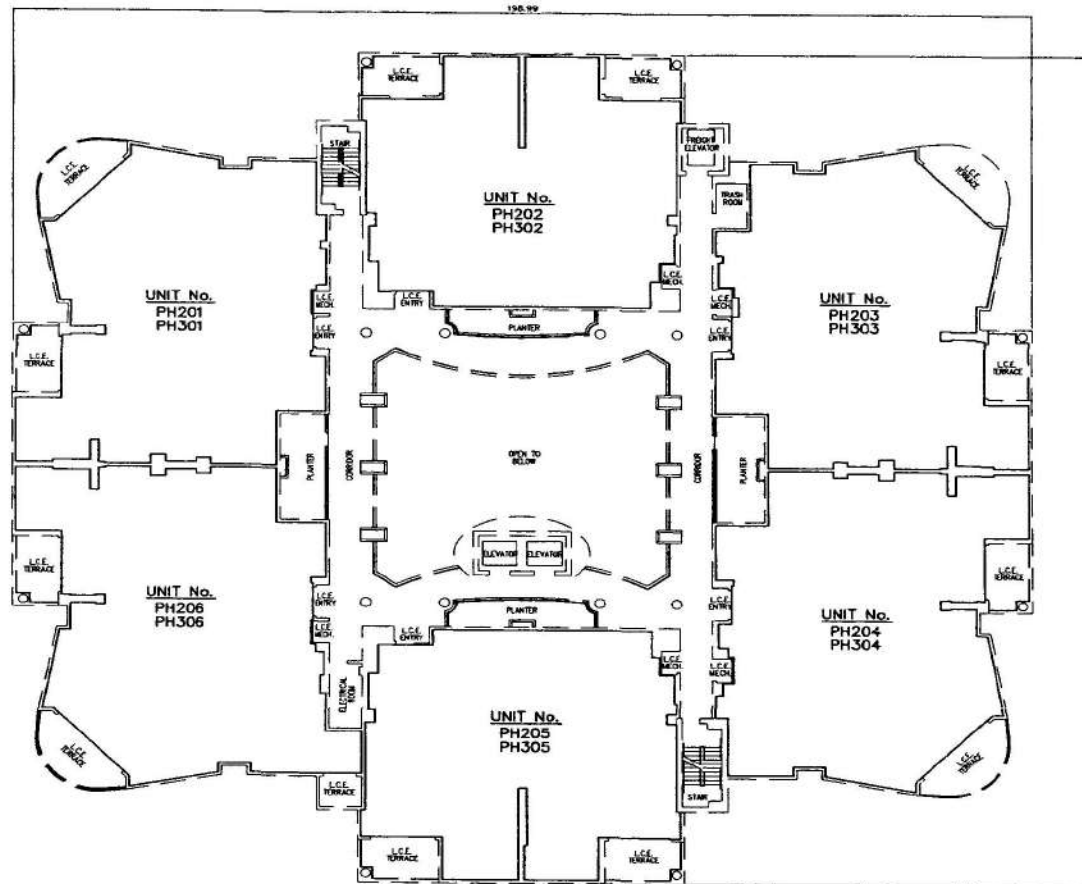 198.99
L.C.E.
TERRACE
L.C.E.
TERRACE
STAIR
FREIGHT
ELEVATOR
L.C.E.
TERRACE
L.C.E.
TERRACE
TRASH
ROOM
UNIT No.
PH202
PH302
L.C.E.
MECH.
UNIT No.
PH201
PH301
L.C.E.
MECH.
L.C.E.
ENTRY
L.C.E.
MECH.
UNIT No.
PH203
PH303
L.C.E.
ENTRY
PLANTER
L.C.E.
ENTRY
L.C.E.
TERRACE
L.C.E.
TERRACE
PLANTER
CORRIDOR
OPEN TO
BELOW
CORRIDOR
PLANTER
ELEVATOR
ELEVATOR
L.C.E.
TERRACE
L.C.E.
TERRACE
UNIT No.
PH206
PH306
L.C.E.
ENTRY
PLANTER
L.C.E.
ENTRY
UNIT No.
PH204
PH304
L.C.E.
MECH.
L.C.E.
ENTRY
L.C.E.
MECH.
L.C.E.
MECH.
ELECTRICAL
ROOM
UNIT No.
PH205
PH305
L.C.E.
TERRACE
L.C.E.
TERRACE
L.C.E.
TERRACE
STAIR
L.C.E.
TERRACE
L.C.E.
TERRACE